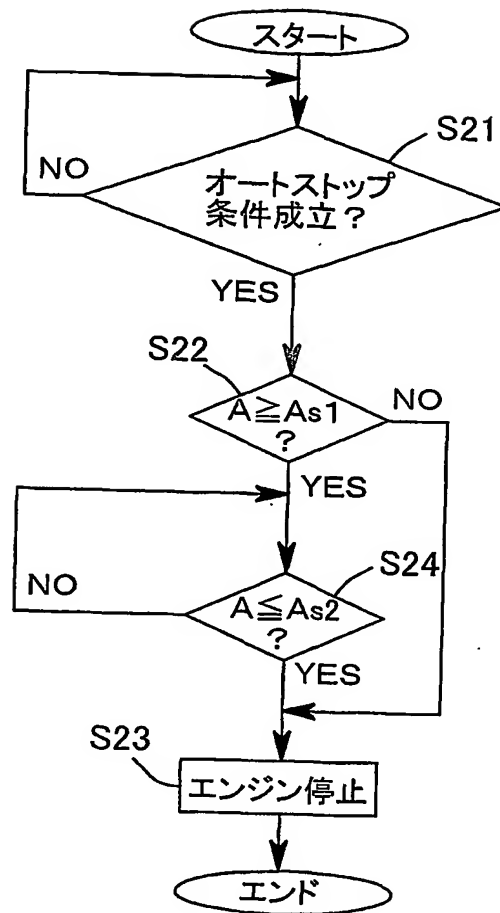 スタート
S21
NO
オートストップ
条件成立？
YES
S22
A≧As1
？
NO
YES
NO
S24
A≦As2
？
YES
S23
エンジン停止
エンド